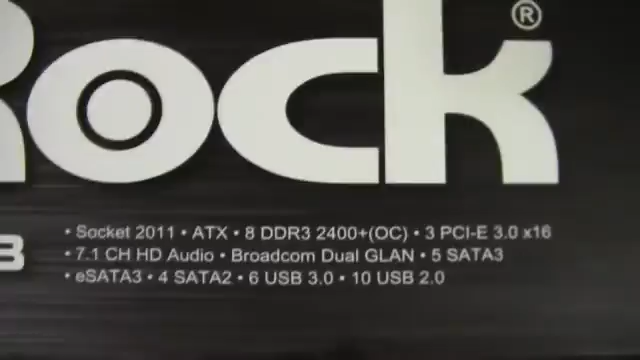 Rock®
B
• Socket 2011 • ATX • 8 DDR3 2400+(OC) • 3 PCI-E 3.0 x16
• 7.1 CH HD Audio • Broadcom Dual GLAN • 5 SATA3
• eSATA3 • 4 SATA2 • 6 USB 3.0 • 10 USB 2.0